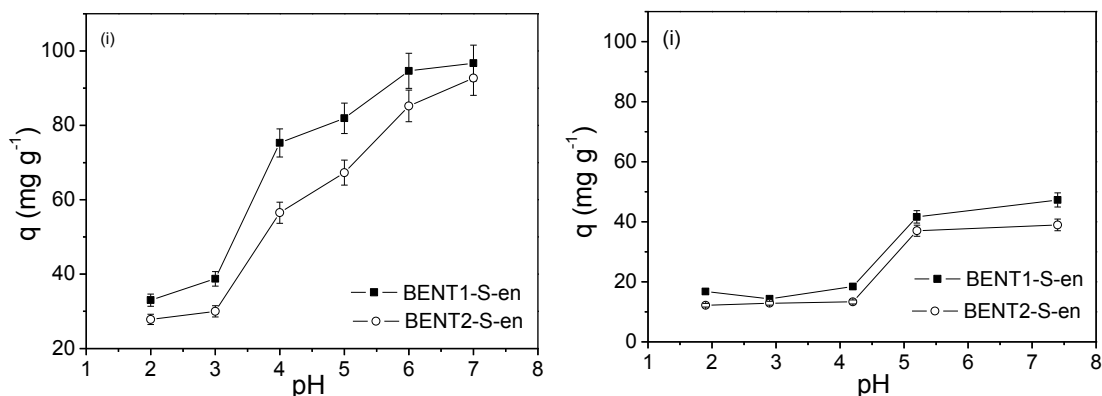 (i)
100
80
60
40
20
q (mg g-1)
BENT1-S-en
BENT2-S-en
1 2 3 4 5 6 7 8
pH
(i)
100
80
60
40
20
0
q (mg g-1)
BENT1-S-en
BENT2-S-en
1 2 3 4 5 6 7 8
pH